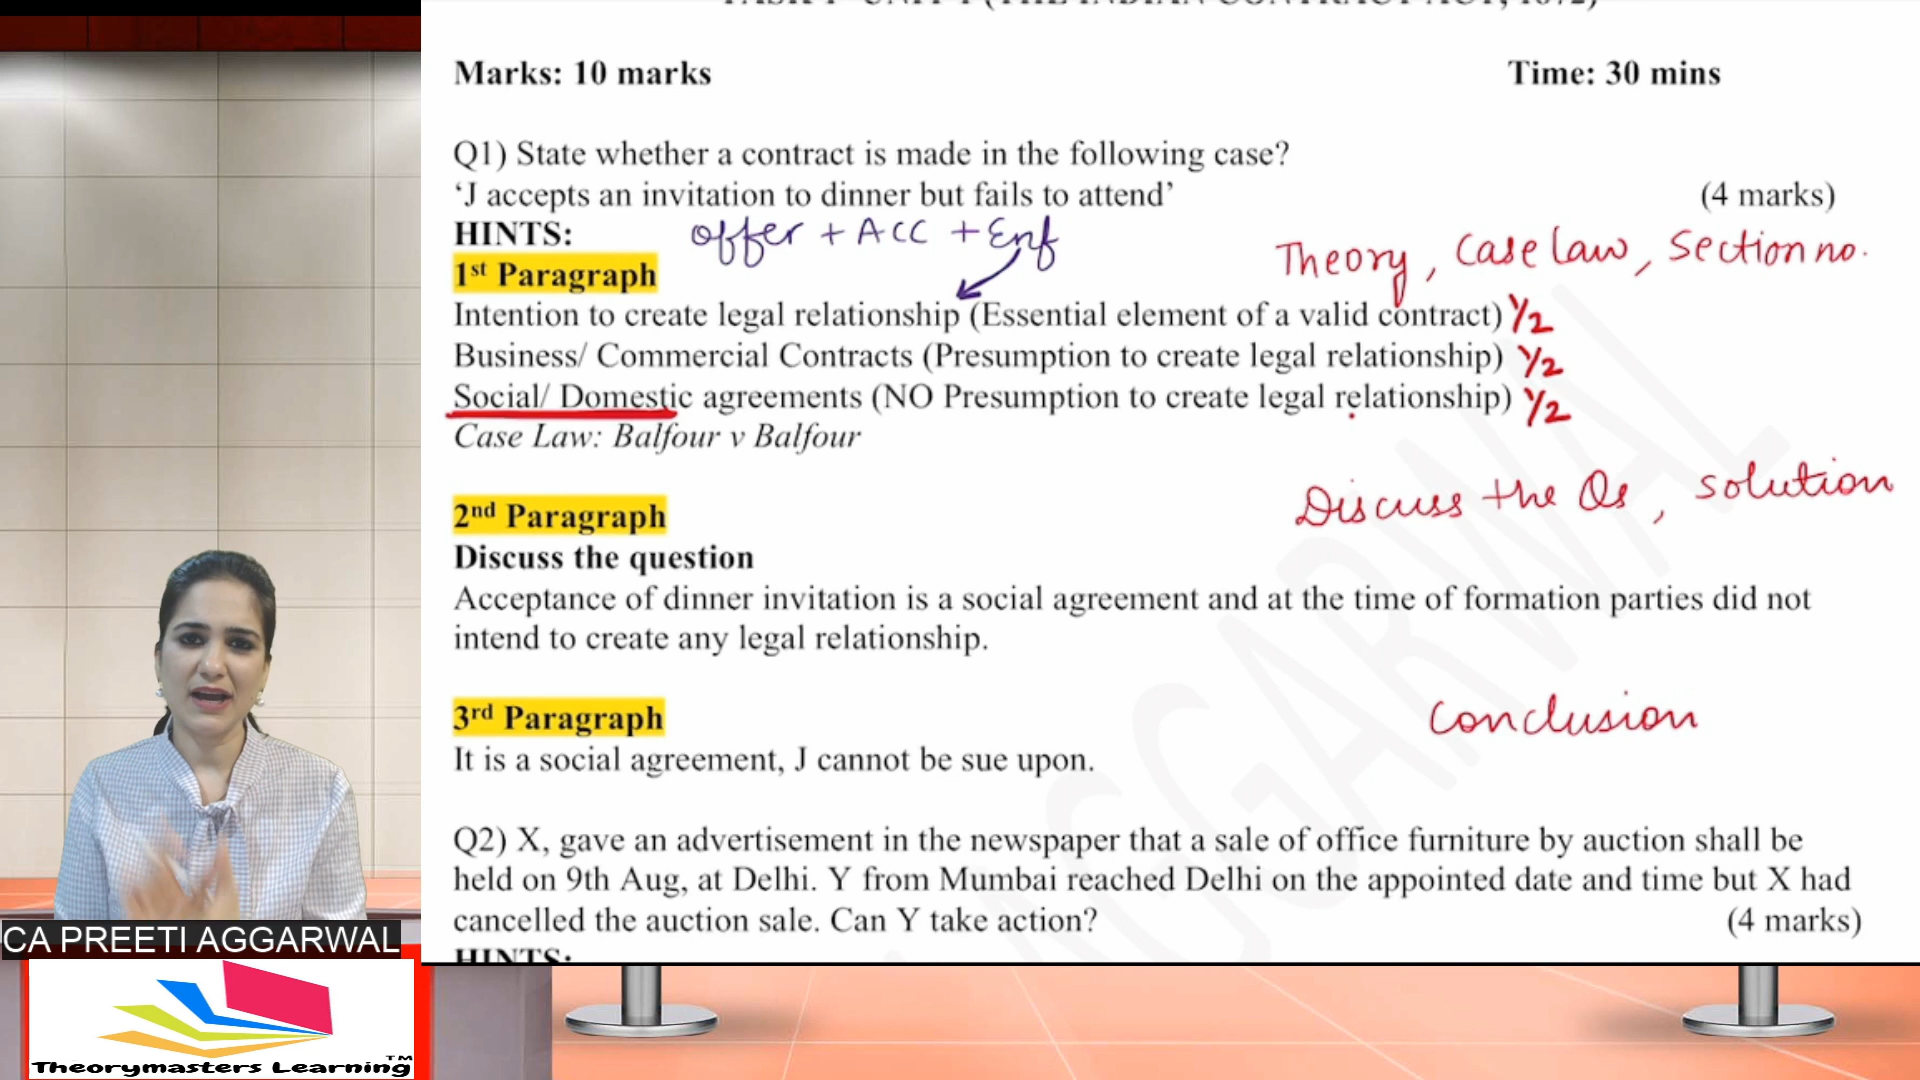 Marks: 10 marks
Time: 30 mins
Q1) State whether a contract is made in the following case?
‘J accepts an invitation to dinner but fails to attend’ (4 marks)
HINTS: offer + Acc + Enf
Theory, Case law, Section no.
1st Paragraph
Intention to create legal relationship (Essential element of a valid contract) 1/2
Business/ Commercial Contracts (Presumption to create legal relationship) 1/2
Social/ Domestic agreements (NO Presumption to create legal relationship) 1/2
Case Law: Balfour v Balfour
Discuss the Qs, solution
2nd Paragraph
Discuss the question
Acceptance of dinner invitation is a social agreement and at the time of formation parties did not
intend to create any legal relationship.
3rd Paragraph
Conclusion
It is a social agreement, J cannot be sue upon.
Q2) X, gave an advertisement in the newspaper that a sale of office furniture by auction shall be
held on 9th Aug, at Delhi. Y from Mumbai reached Delhi on the appointed date and time but X had
cancelled the auction sale. Can Y take action? (4 marks)
HINTS:
AGGARWAL
CA PREETI AGGARWAL
Theorymasters Learning TM